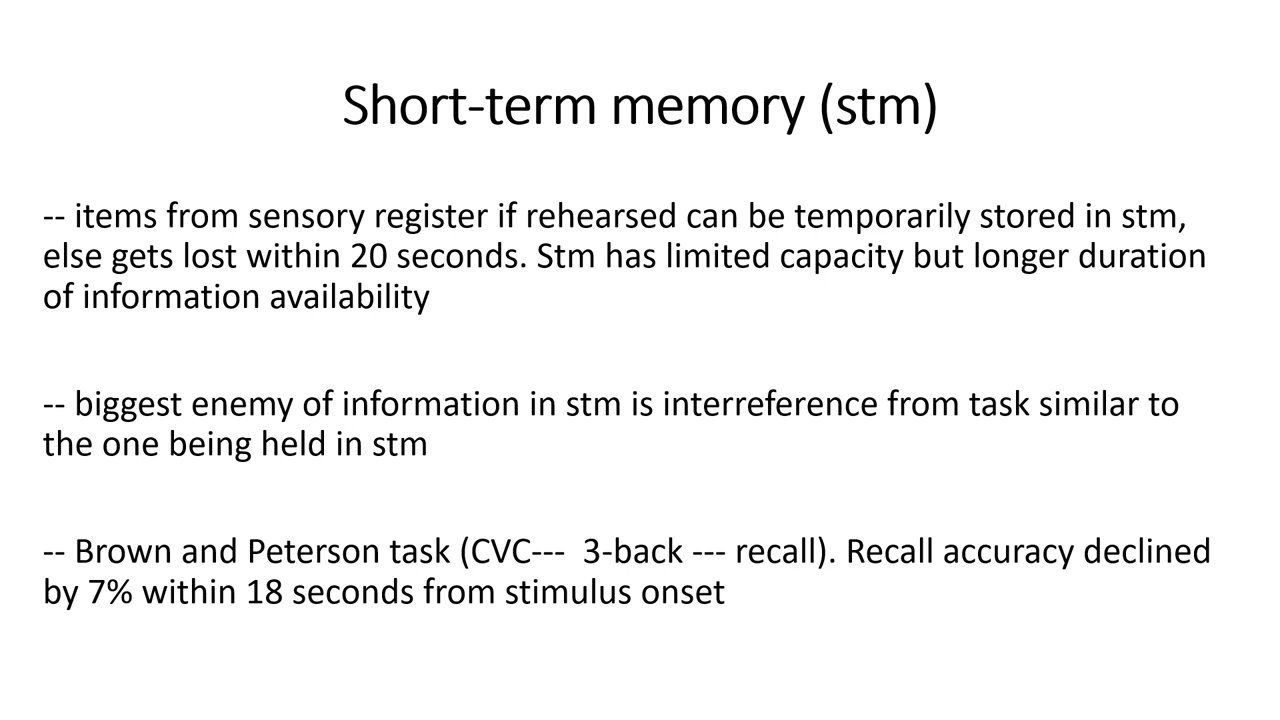 Short-term memory (stm)
-- items from sensory register if rehearsed can be temporarily stored in stm,
else gets lost within 20 seconds. Stm has limited capacity but longer duration
of information availability
-- biggest enemy of information in stm is interreference from task similar to
the one being held in stm
-- Brown and Peterson task (CVC---  3-back --- recall). Recall accuracy declined
by 7% within 18 seconds from stimulus onset